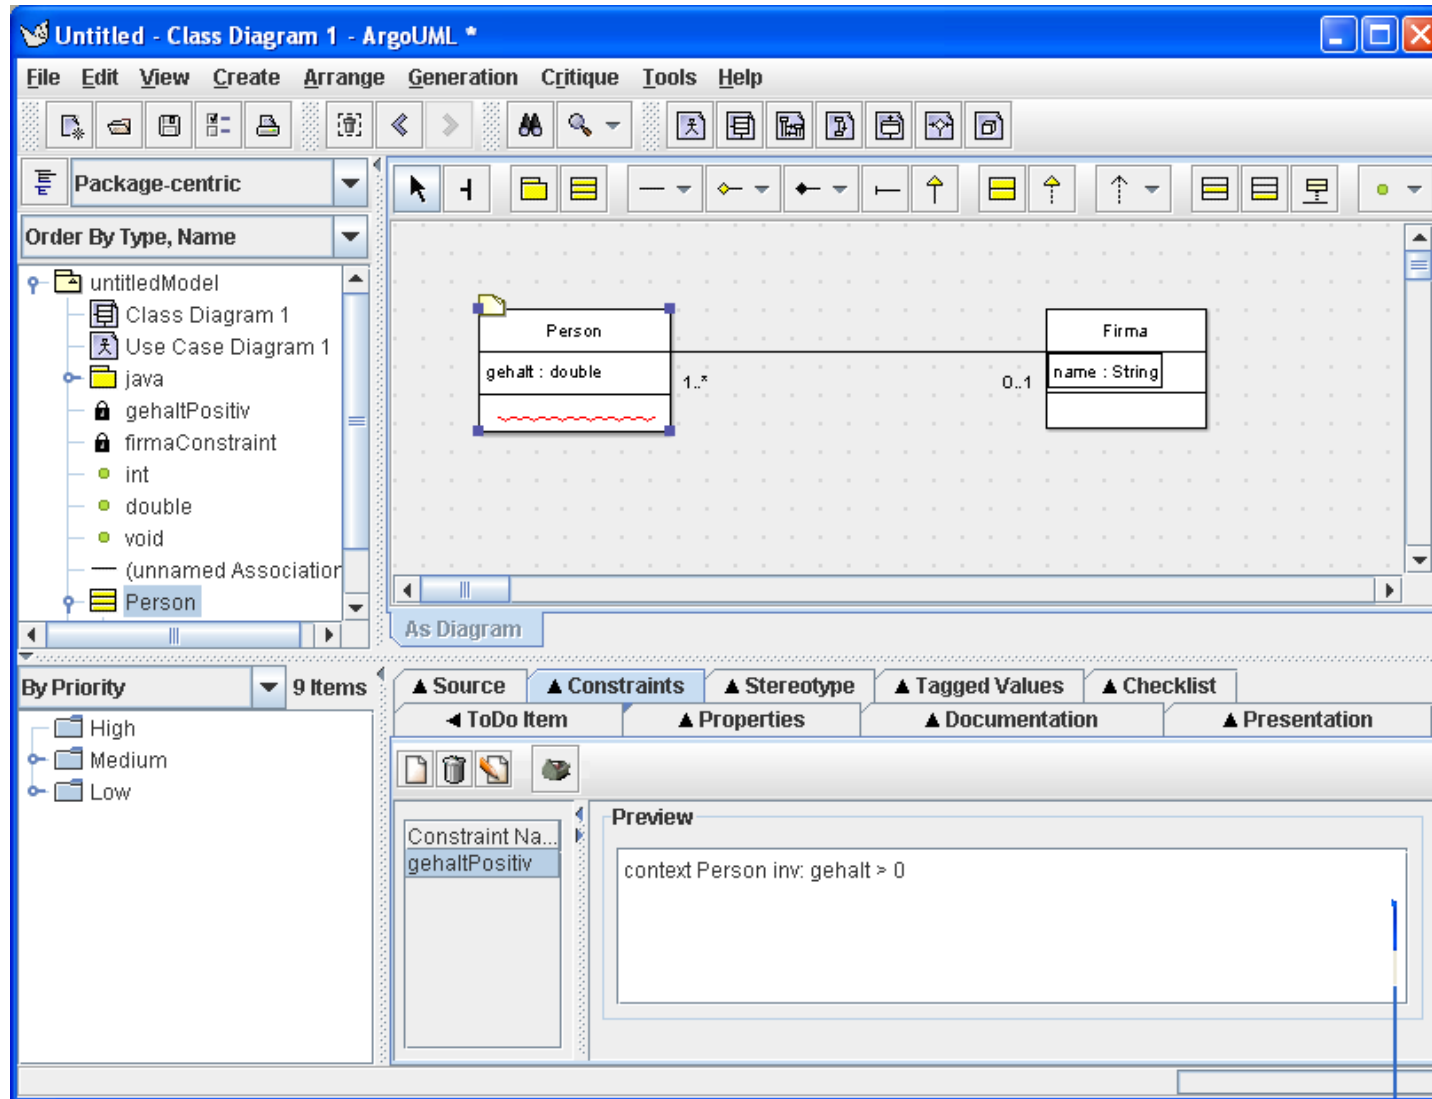 Untitled - Class Diagram 1 - ArgoUML *
File Edit View Create Arrange Generation Critique Tools Help
Package-centric
Order By Type, Name
untitledModel
Class Diagram 1
Use Case Diagram 1
java
gehaltPositiv
firmaConstraint
int
double
void
(unnamed Association
Person
Person
gehalt : double
1..*
0..1
Firma
name : String
As Diagram
By Priority
9 Items
High
Medium
Low
Source Constraints Stereotype Tagged Values Checklist
ToDo Item Properties Documentation Presentation
Constraint Na...
gehaltPositiv
Preview
context Person inv: gehalt > 0